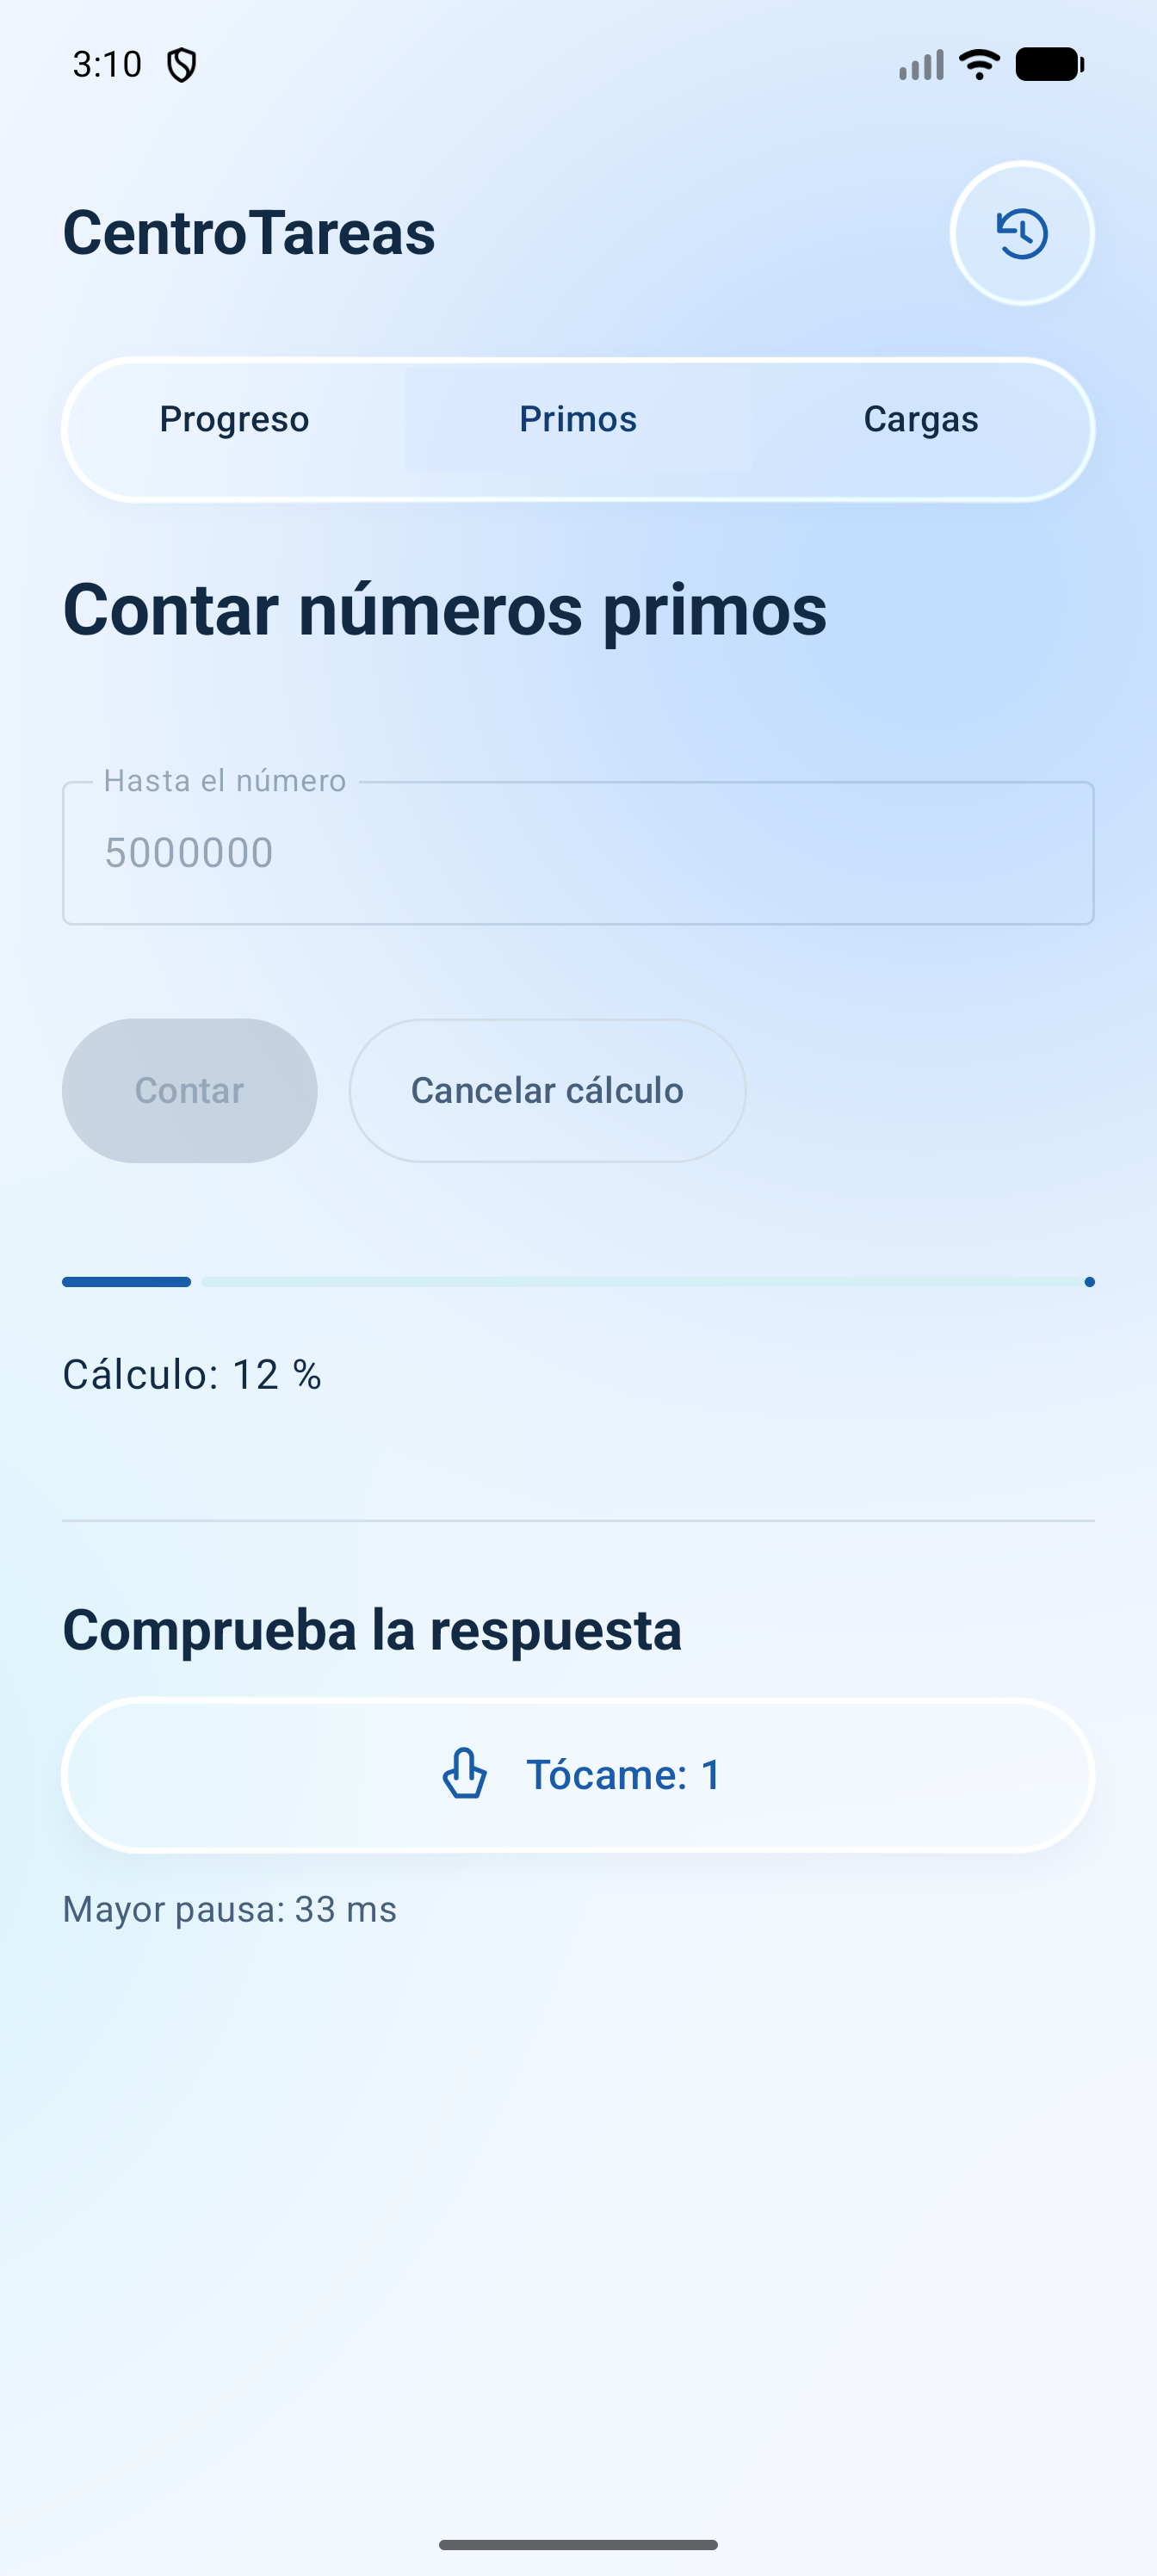 3:10
CentroTareas
Progreso Primos Cargas
Contar números primos
Hasta el número
5000000
Contar Cancelar cálculo
Cálculo: 12 %
Comprueba la respuesta
Tócame: 1
Mayor pausa: 33 ms